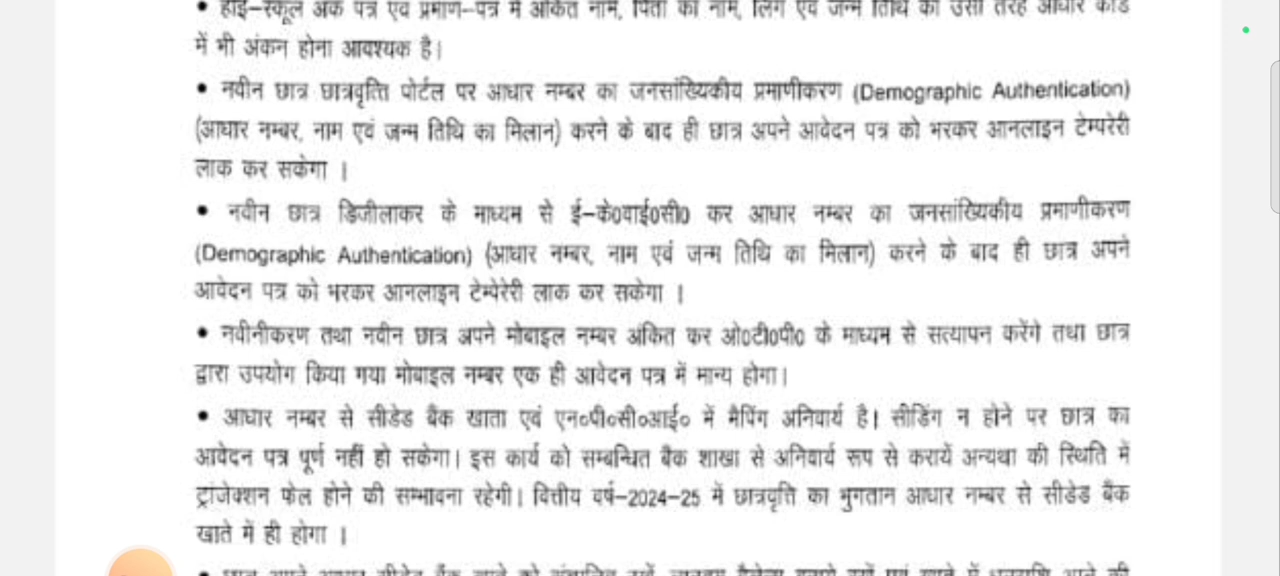 • हाई–स्कूल अंक पत्र एवं प्रमाण–पत्र में अंकित नाम, पिता का नाम, लिंग एवं जन्म तिथि का उसी तरह आधार कार्ड
में भी अंकन होना आवश्यक है।
• नवीन छात्र छात्रवृत्ति पोर्टल पर आधार नम्बर का जनसांख्यिकीय प्रमाणीकरण (Demographic Authentication)
(आधार नम्बर, नाम एवं जन्म तिथि का मिलान) करने के बाद ही छात्र अपने आवेदन पत्र को भरकर आनलाइन टेम्परेरी
लाक कर सकेगा ।
• नवीन छात्र डिजीलाकर के माध्यम से ई–के0वाई0सी0 कर आधार नम्बर का जनसांख्यिकीय प्रमाणीकरण
(Demographic Authentication) (आधार नम्बर, नाम एवं जन्म तिथि का मिलान) करने के बाद ही छात्र अपने
आवेदन पत्र को भरकर आनलाइन टेम्पेरेरी लाक कर सकेगा ।
• नवीनीकरण तथा नवीन छात्र अपने मोबाइल नम्बर अंकित कर ओ0टी0पी0 के माध्यम से सत्यापन करेंगे तथा छात्र
द्वारा उपयोग किया गया मोबाइल नम्बर एक ही आवेदन पत्र में मान्य होगा।
• आधार नम्बर से सीडेड बैंक खाता एवं एन०पी०सी०आई० में मैपिंग अनिवार्य है। सीडिंग न होने पर छात्र का
आवेदन पत्र पूर्ण नहीं हो सकेगा। इस कार्य को सम्बन्धित बैंक शाखा से अनिवार्य रूप से करायें अन्यथा की स्थिति में
ट्रांजेक्शन फेल होने की सम्भावना रहेगी। वित्तीय वर्ष–2024–25 में छात्रवृत्ति का भुगतान आधार नम्बर से सीडेड बैंक
खाते में ही होगा ।
• छात्र अपने आधार सीडेड बैंक खाते को